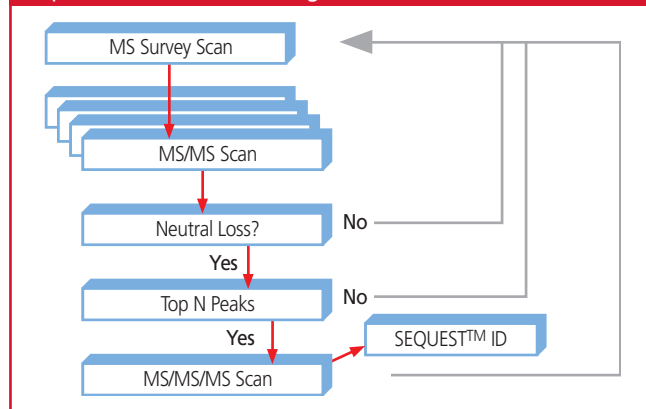 MS Survey Scan
MS/MS Scan
Neutral Loss?
No
Yes
Top N Peaks
No
Yes
SEQUEST™ ID
MS/MS/MS Scan